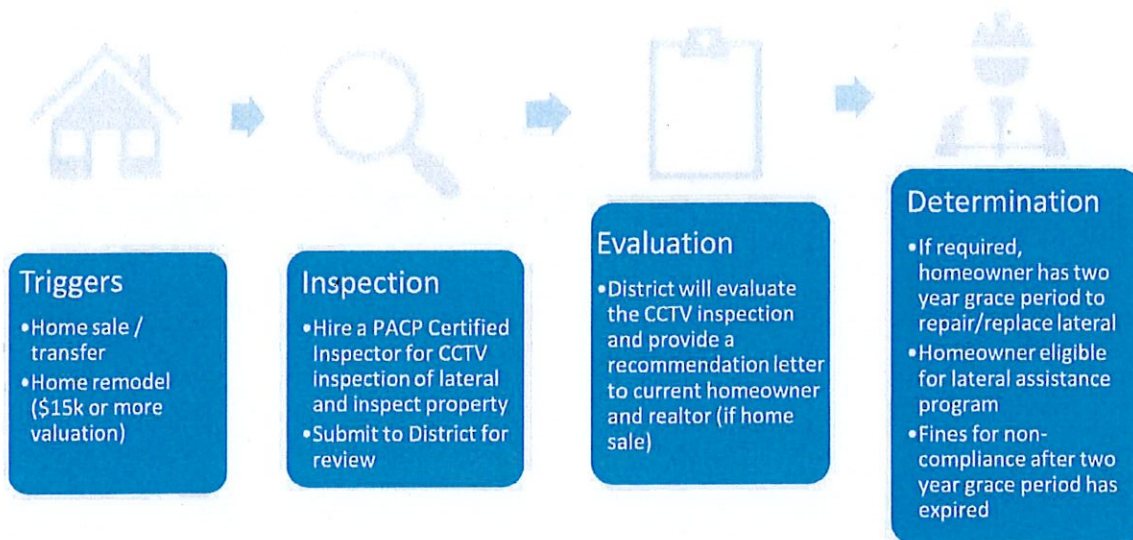 Triggers
•Home sale /
transfer
•Home remodel
($15k or more
valuation)
Inspection
•Hire a PACP Certified
Inspector for CCTV
inspection of lateral
and inspect property
•Submit to District for
review
Evaluation
•District will evaluate
the CCTV inspection
and provide a
recommendation letter
to current homeowner
and realtor (if home
sale)
Determination
•If required,
homeowner has two
year grace period to
repair/replace lateral
•Homeowner eligible
for lateral assistance
program
•Fines for non-
compliance after two
year grace period has
expired